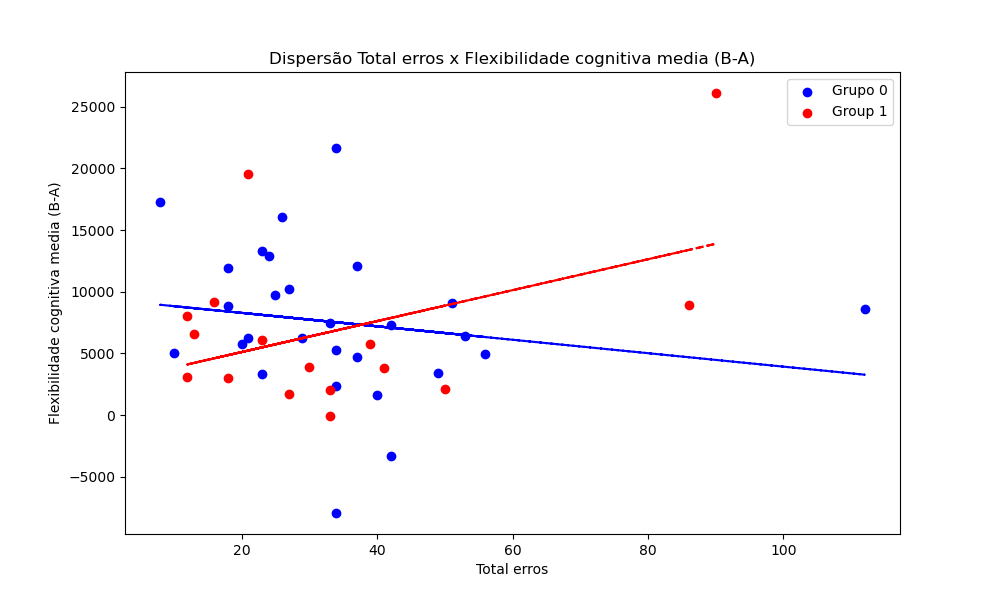 Dispersão Total erros x Flexibilidade cognitiva media (B-A)
Grupo 0
Group 1
Flexibilidade cognitiva media (B-A)
25000
20000
15000
10000
5000
0
−5000
20 40 60 80 100
Total erros